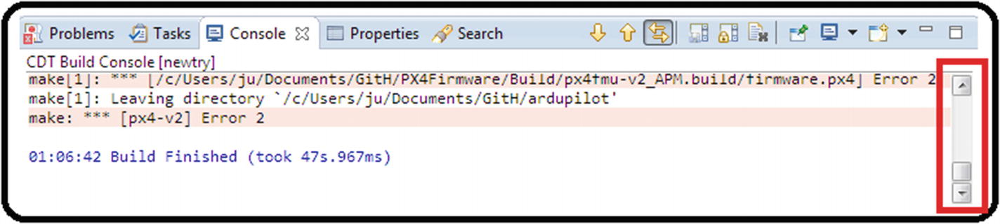 Problems Tasks Console Properties Search
CDT Build Console [newtry]
make[1]: *** [/c/Users/ju/Documents/GitH/PX4Firmware/Build/px4fmu-v2_APM.build/firmware.px4] Error 2
make[1]: Leaving directory `/c/Users/ju/Documents/GitH/ardupilot'
make: *** [px4-v2] Error 2
01:06:42 Build Finished (took 47s.967ms)